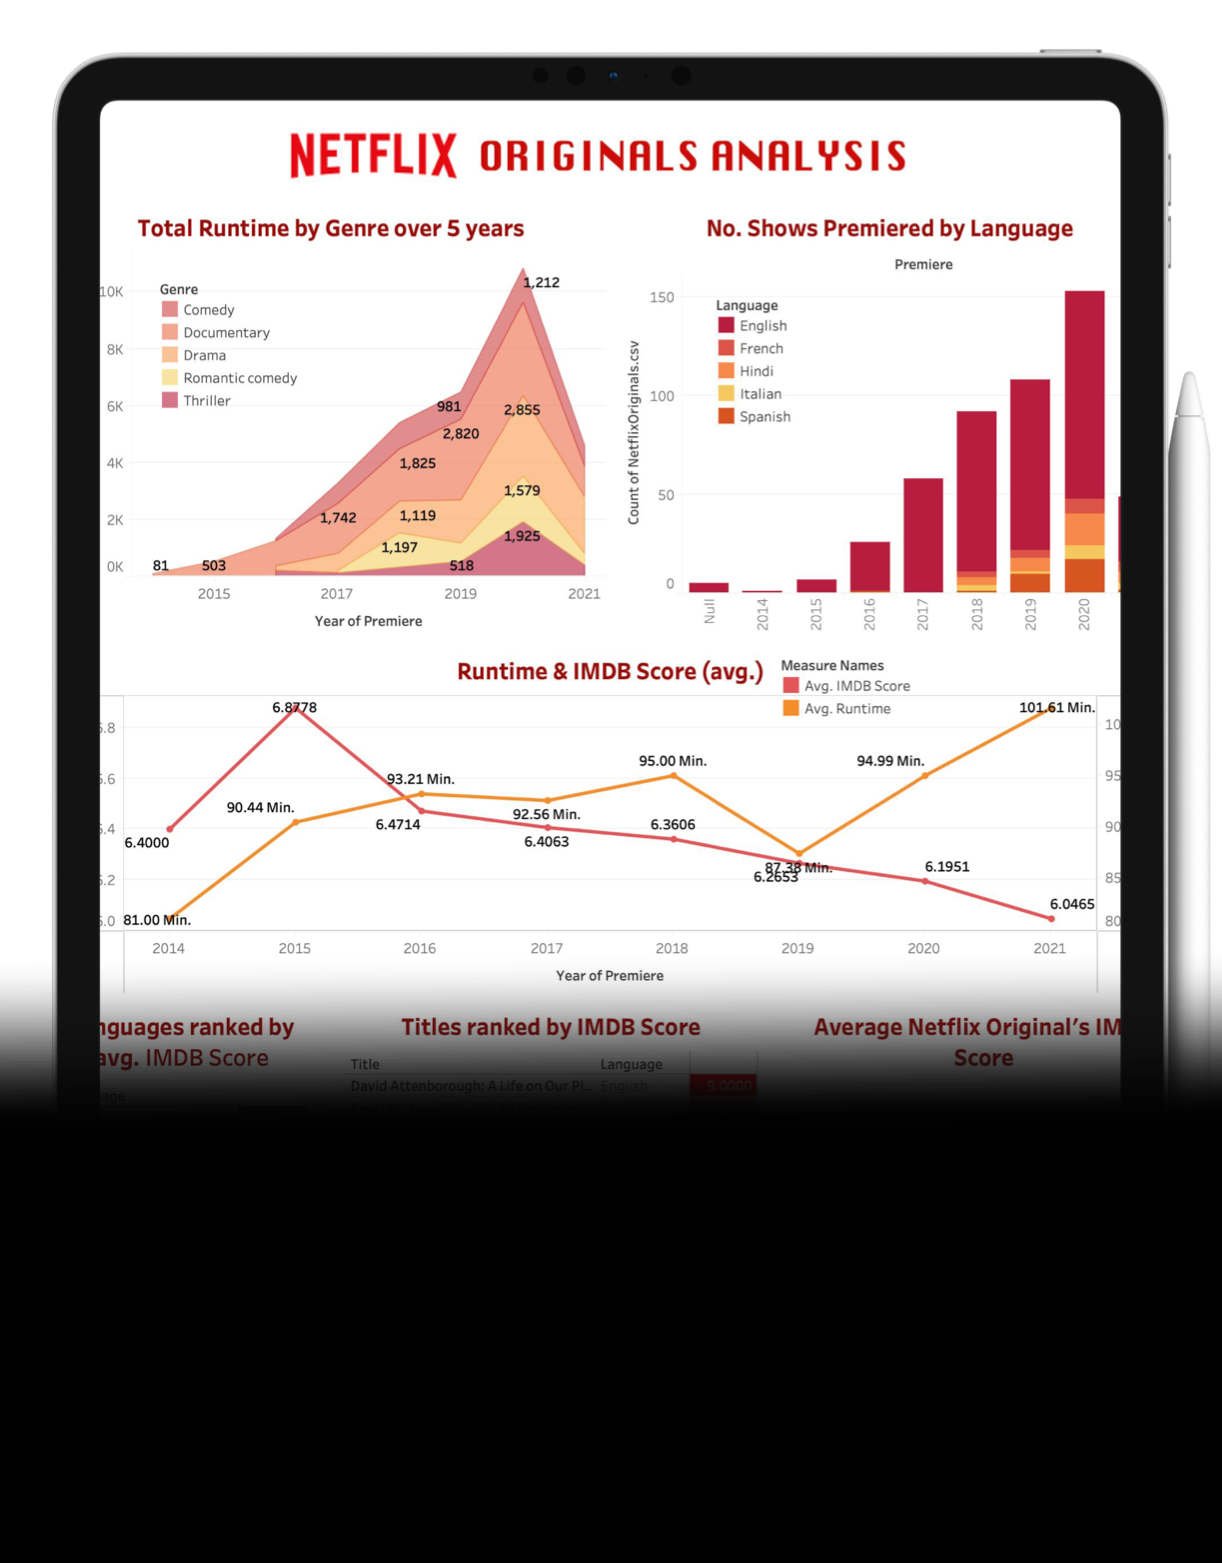 NETFLIX ORIGINALS ANALYSIS
Total Runtime by Genre over 5 years
Genre
Comedy
Documentary
Drama
Romantic comedy
Thriller
10K
8K
6K
4K
2K
0K
1,212
981
2,855
2,820
1,825
1,579
1,742
1,119
1,925
1,197
81
503
518
2015
2017
2019
2021
Year of Premiere
No. Shows Premiered by Language
Premiere
Language
English
French
Hindi
Italian
Spanish
Count of NetflixOriginals.csv
150
100
50
0
Null
2014
2015
2016
2017
2018
2019
2020
Runtime & IMDB Score (avg.)
Measure Names
Avg. IMDB Score
Avg. Runtime
6.8778
101.61 Min.
95.00 Min.
94.99 Min.
93.21 Min.
90.44 Min.
92.56 Min.
6.4000
6.4714
6.4063
6.3606
87.38 Min.
6.2653
6.1951
6.0465
81.00 Min.
95
90
85
80
2014
2015
2016
2017
2018
2019
2020
2021
Year of Premiere
nguages ranked by
avg. IMDB Score
Titles ranked by IMDB Score
Title Language
David Attenborough: A Life on Our Pl.. English 9.0000
Average Netflix Original's IM
Score